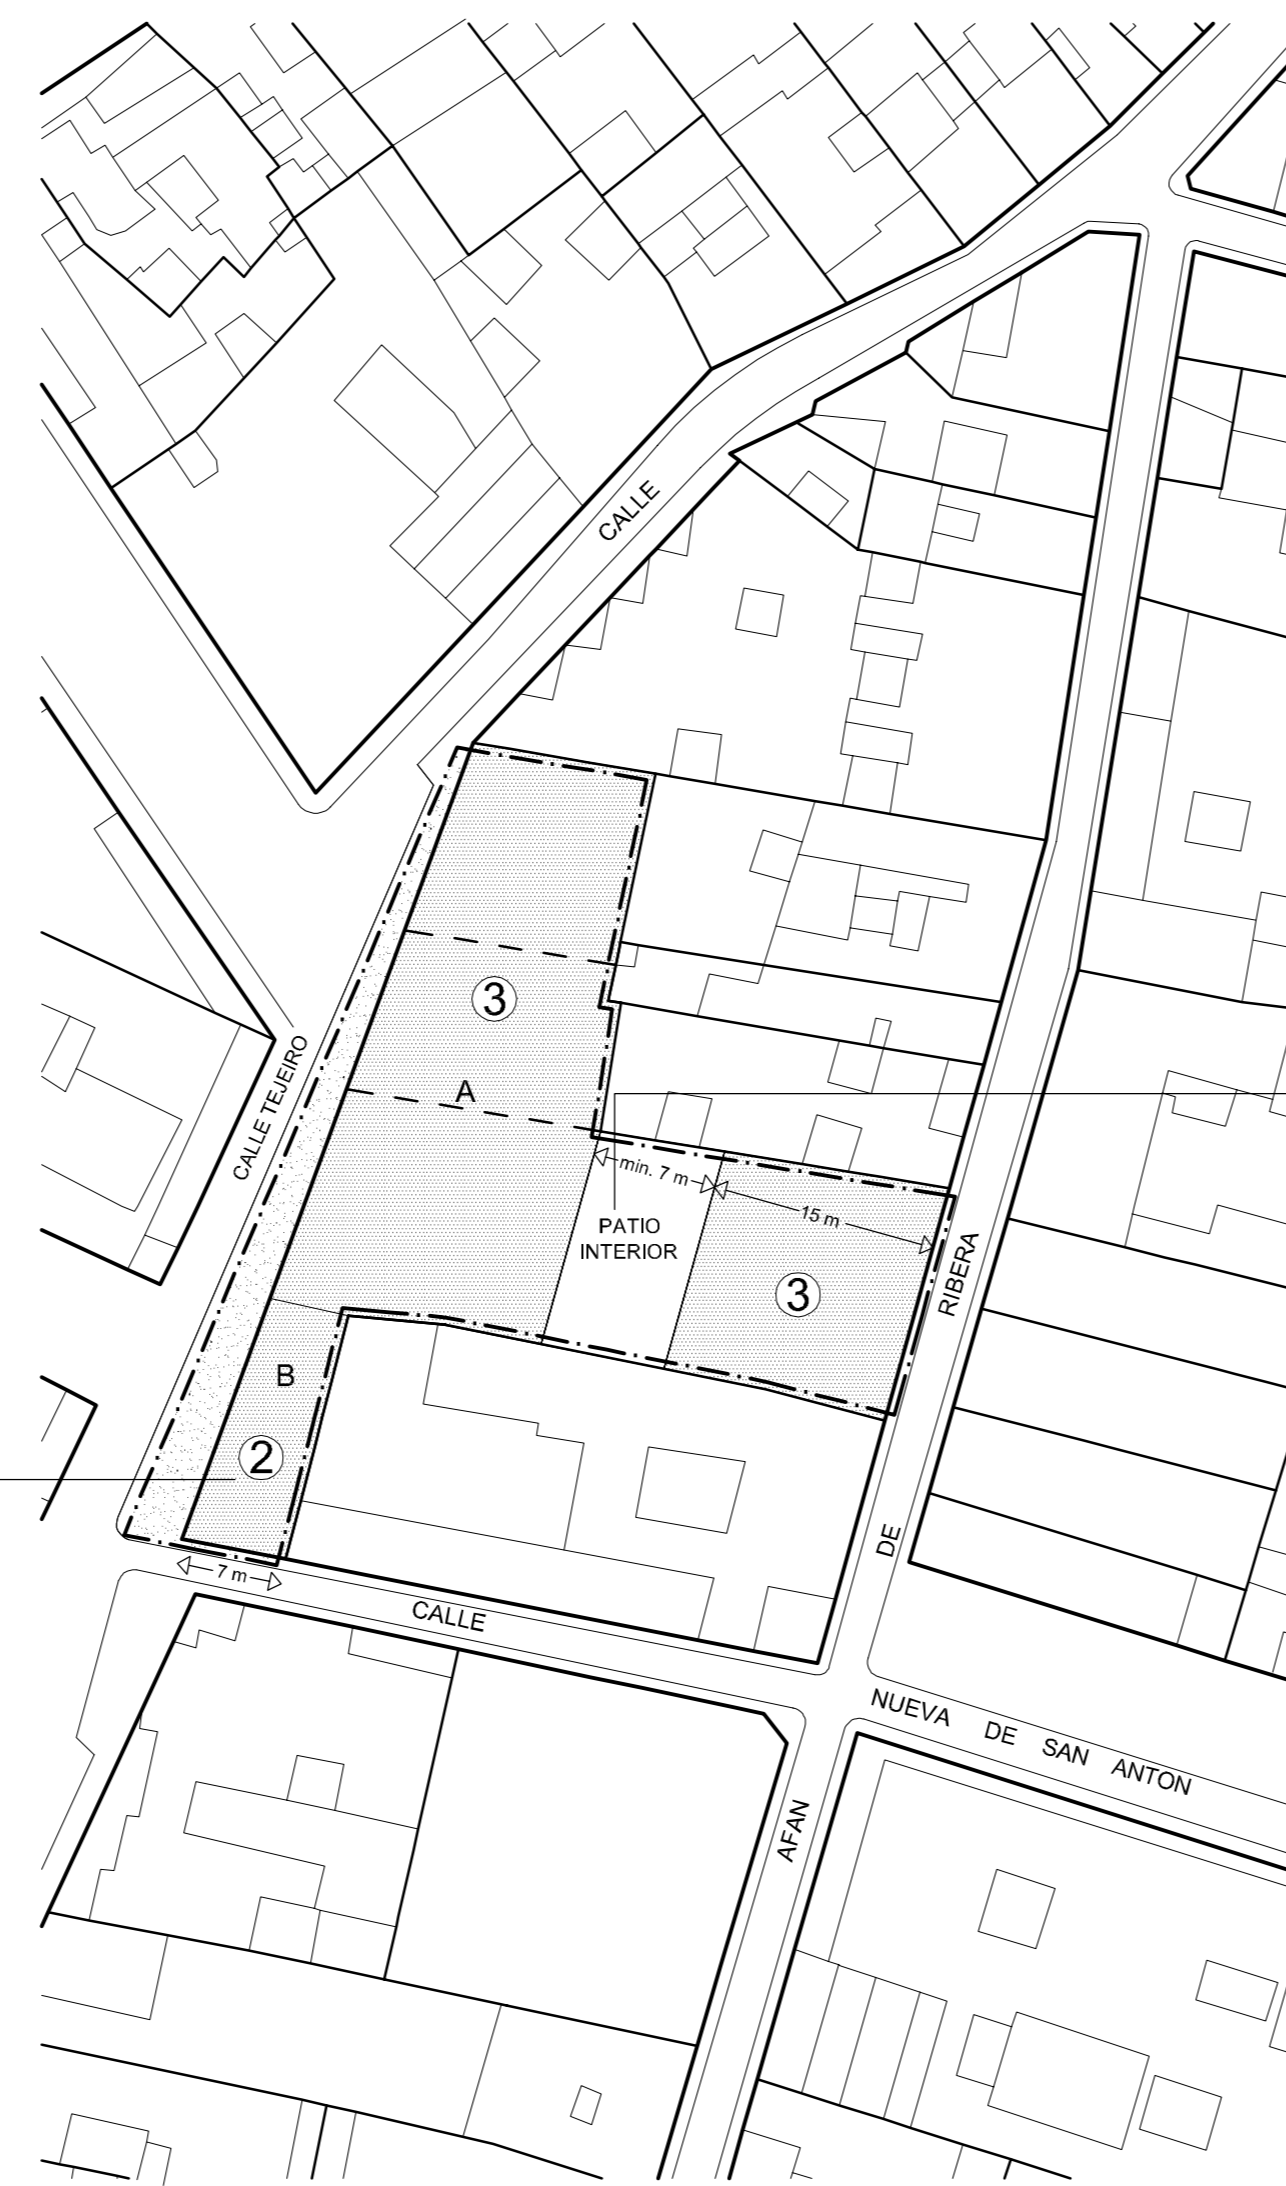 CALLE
3
A
CALLE TEJEIRO
min. 7 m
15 m
PATIO
INTERIOR
3
RIBERA
B
2
DE
7 m
CALLE
NUEVA DE SAN ANTON
AFAN